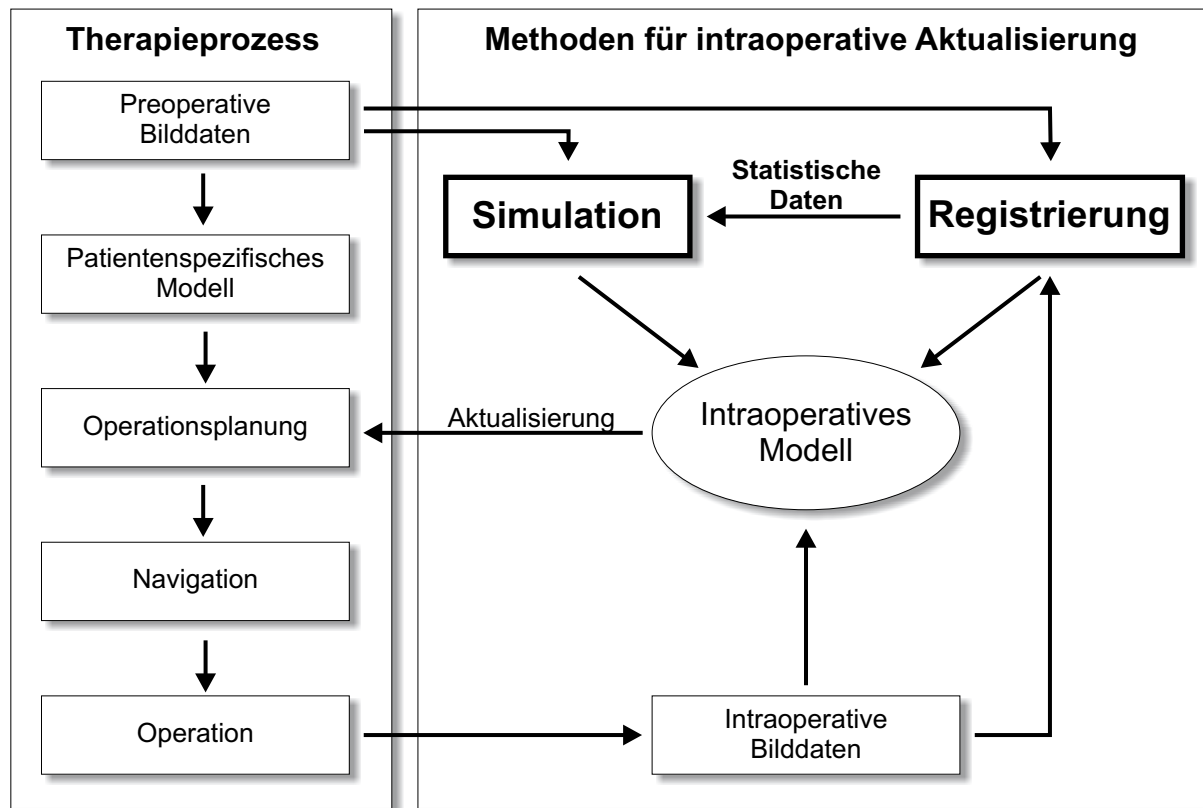 Therapieprozess
Preoperative
Bilddaten
Patientenspezifisches
Modell
Operationsplanung
Navigation
Operation
Methoden für intraoperative Aktualisierung
Simulation
Statistische
Daten
Registrierung
Aktualisierung
Intraoperatives
Modell
Intraoperative
Bilddaten